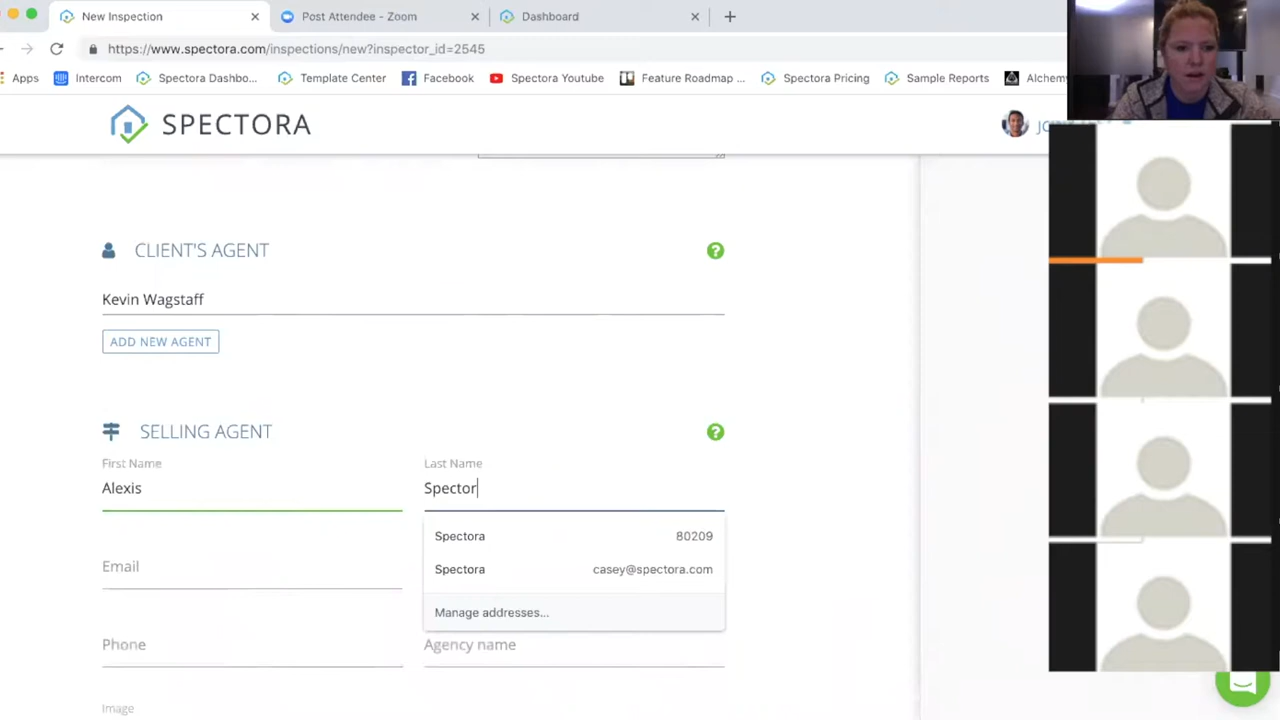 New Inspection
Post Attendee - Zoom
Dashboard
https://www.spectora.com/inspections/new?inspector_id=2545
Apps Intercom Spectora Dashbo... Template Center Facebook Spectora Youtube Feature Roadmap ... Spectora Pricing Sample Reports
SPECTORA
CLIENT'S AGENT
?
Kevin Wagstaff
ADD NEW AGENT
SELLING AGENT
?
First Name Last Name
Alexis Spector
Spectora 80209
Spectora casey@spectora.com
Email
Manage addresses...
Phone Agency name
Image